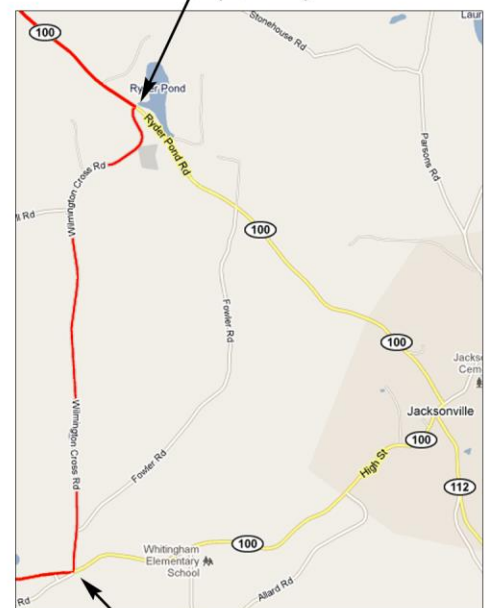 Stonehouse Rd
100
Ryder Pond
Ryder Pond Rd
Parsons Rd
Wilmington Cross Rd
100
Fowler Rd
100
Jacksonville
100
High St
112
Wilmington Cross Rd
Fowler Rd
100
Whitingham
Elementary
School
Allard Rd
Rd